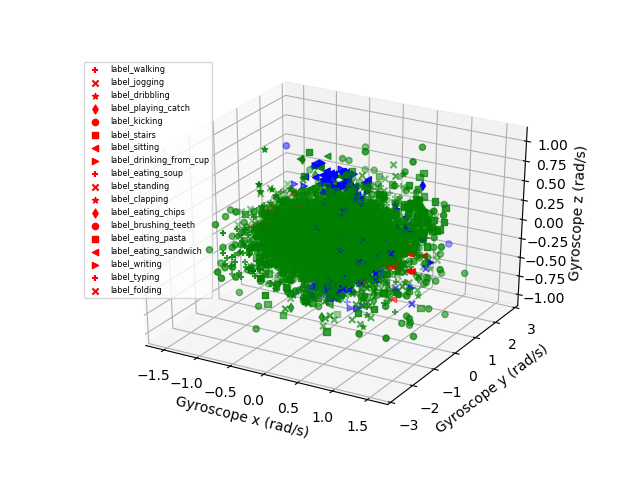 label_walking
label_jogging
label_dribbling
label_playing_catch
label_kicking
label_stairs
label_sitting
label_drinking_from_cup
label_eating_soup
label_standing
label_clapping
label_eating_chips
label_brushing_teeth
label_eating_pasta
label_eating_sandwich
label_writing
label_typing
label_folding
1.00
0.75
0.50
0.25
0.00
−0.25
−0.50
−0.75
−1.00
Gyroscope z (rad/s)
3
2
1
0
−1
−2
−3
Gyroscope y (rad/s)
−1.5
−1.0
−0.5
0.0
0.5
1.0
1.5
Gyroscope x (rad/s)